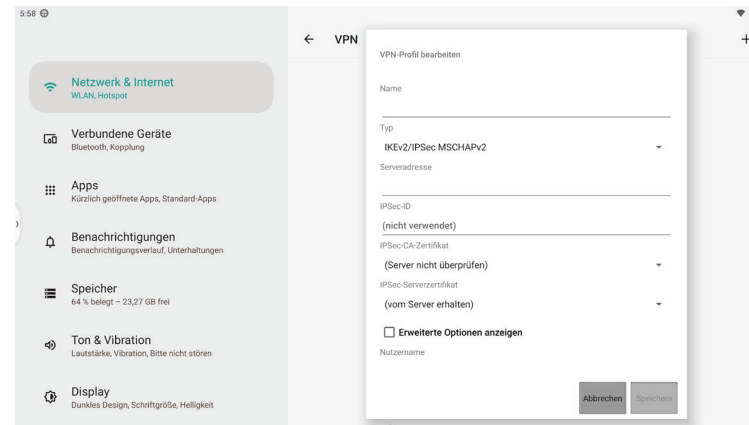 5:58
Netzwerk & Internet
WLAN, Hotspot
Verbundene Geräte
Bluetooth, Kopplung
Apps
Kürzlich geöffnete Apps, Standard-Apps
Benachrichtigungen
Benachrichtigungsverlauf, Unterhaltungen
Speicher
64 % belegt – 23,27 GB frei
Ton & Vibration
Lautstärke, Vibration, Bitte nicht stören
Display
Dunkles Design, Schriftgröße, Helligkeit
VPN
VPN-Profil bearbeiten
Name
Typ
IKEv2/IPSec MSCHAPv2
Serveradresse
IPSec-ID
(nicht verwendet)
IPSec-CA-Zertifikat
(Server nicht überprüfen)
IPSec-Serverzertifikat
(vom Server erhalten)
Erweiterte Optionen anzeigen
Nutzername
Abbrechen
Speichern